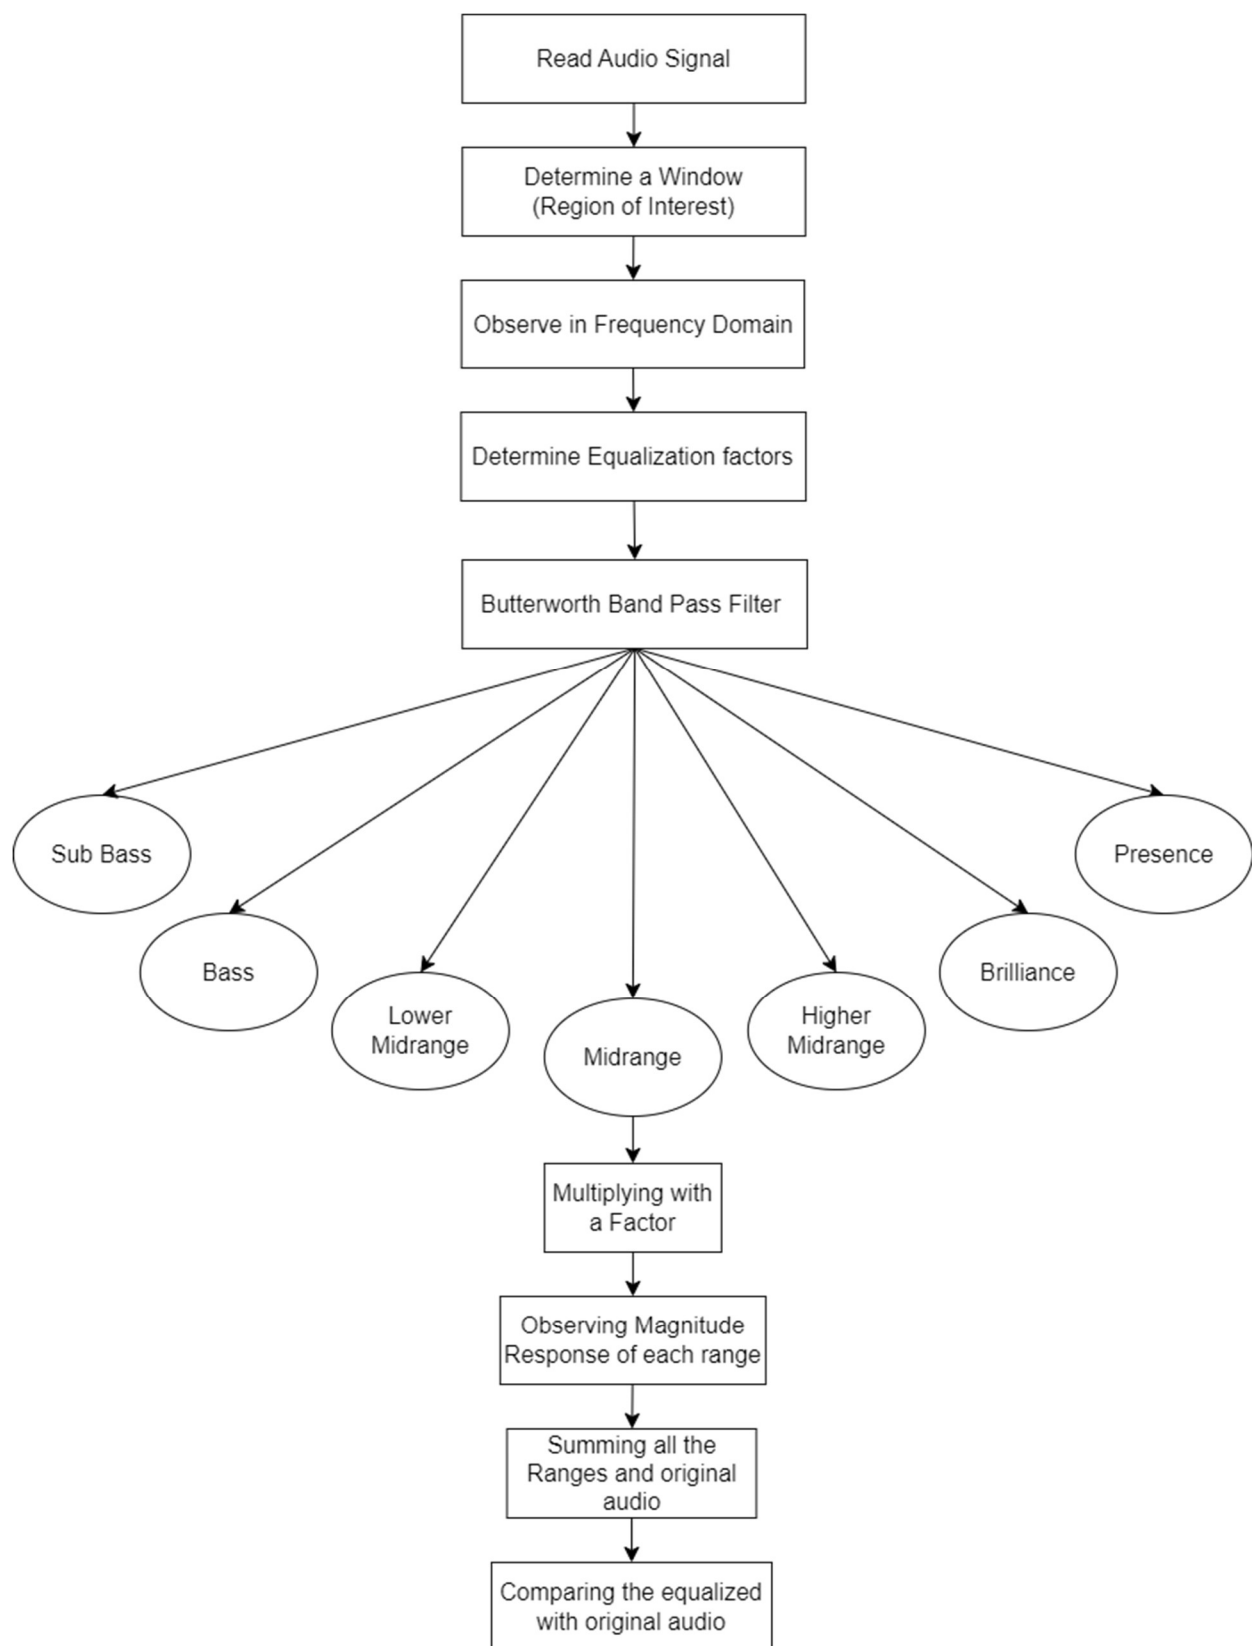 Read Audio Signal
Determine a Window
(Region of Interest)
Observe in Frequency Domain
Determine Equalization factors
Butterworth Band Pass Filter
Sub Bass
Presence
Bass
Brilliance
Lower
Midrange
Midrange
Higher
Midrange
Multiplying with
a Factor
Observing Magnitude
Response of each range
Summing all the
Ranges and original
audio
Comparing the equalized
with original audio